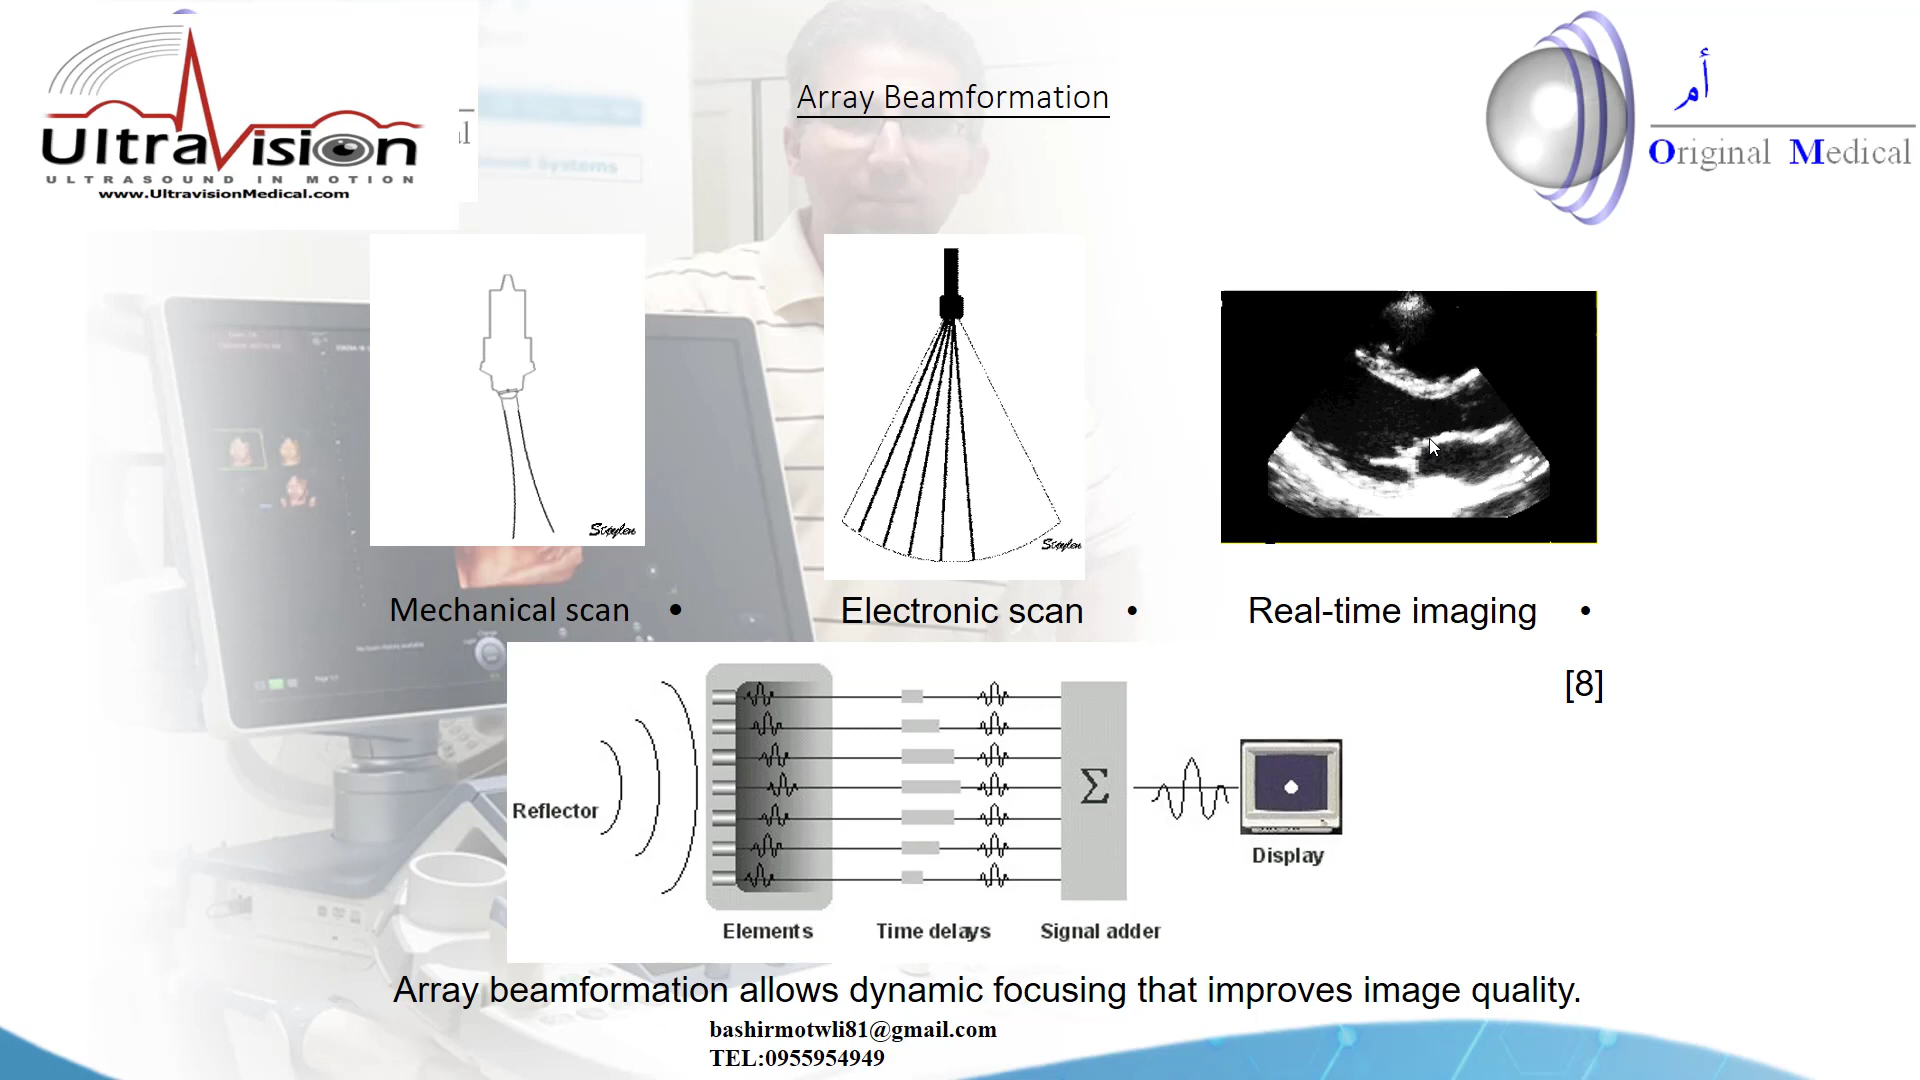 UltraVision
ULTRASOUND IN MOTION
www.UltravisionMedical.com
Array Beamformation
أم
Original Medical
Mechanical scan •
Electronic scan •
Real-time imaging •
[8]
Reflector
Σ
Display
Elements
Time delays
Signal adder
Array beamformation allows dynamic focusing that improves image quality.
bashirmotwli81@gmail.com
TEL:0955954949